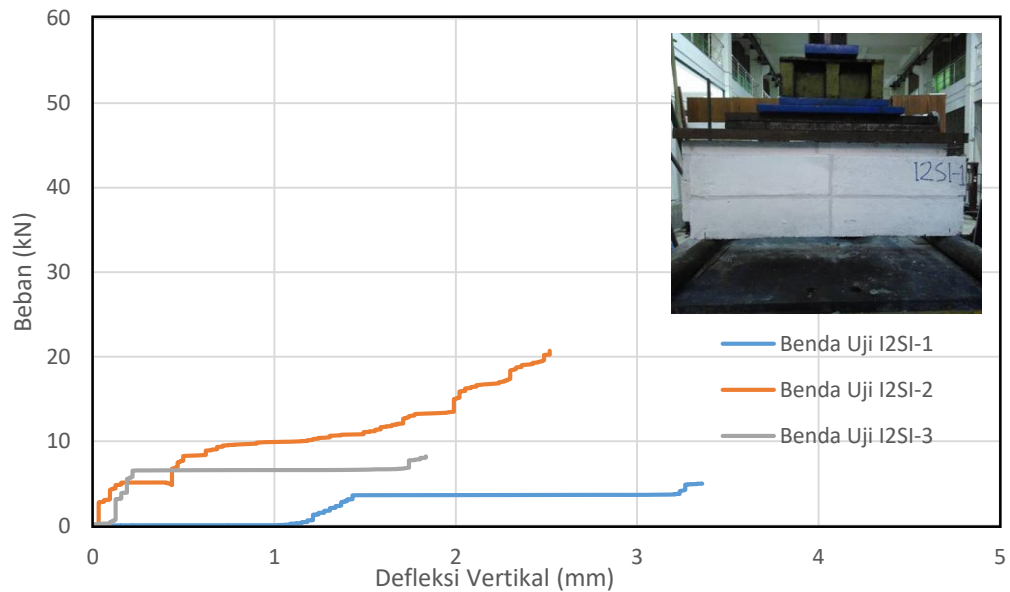 60
50
40
30
20
10
0
Beban (kN)
I2SI-1
Benda Uji I2SI-1
Benda Uji I2SI-2
Benda Uji I2SI-3
0 1 2 3 4 5
Defleksi Vertikal (mm)